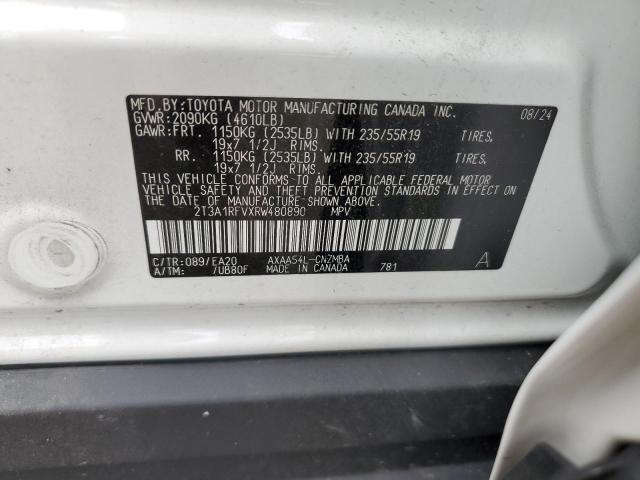 MFD.BY:TOYOTA MOTOR MANUFACTURING CANADA INC. 08/24
GVWR: 2090KG (4610LB)
GAWR: FRT. 1150KG (2535LB) WITH 235/55R19 TIRES,
19x7 1/2J RIMS.
RR. 1150KG (2535LB) WITH 235/55R19 TIRES,
19x7 1/2J RIMS.
THIS VEHICLE CONFORMS TO ALL APPLICABLE FEDERAL MOTOR
VEHICLE SAFETY AND THEFT PREVENTION STANDARDS IN EFFECT
ON THE DATE OF MANUFACTURE SHOWN ABOVE.
2T3A1RFVXRW480890 MPV
C/TR:089/EA20 AXAA54L-CNZMBA
A/TM: /UB80F MADE IN CANADA 781 A